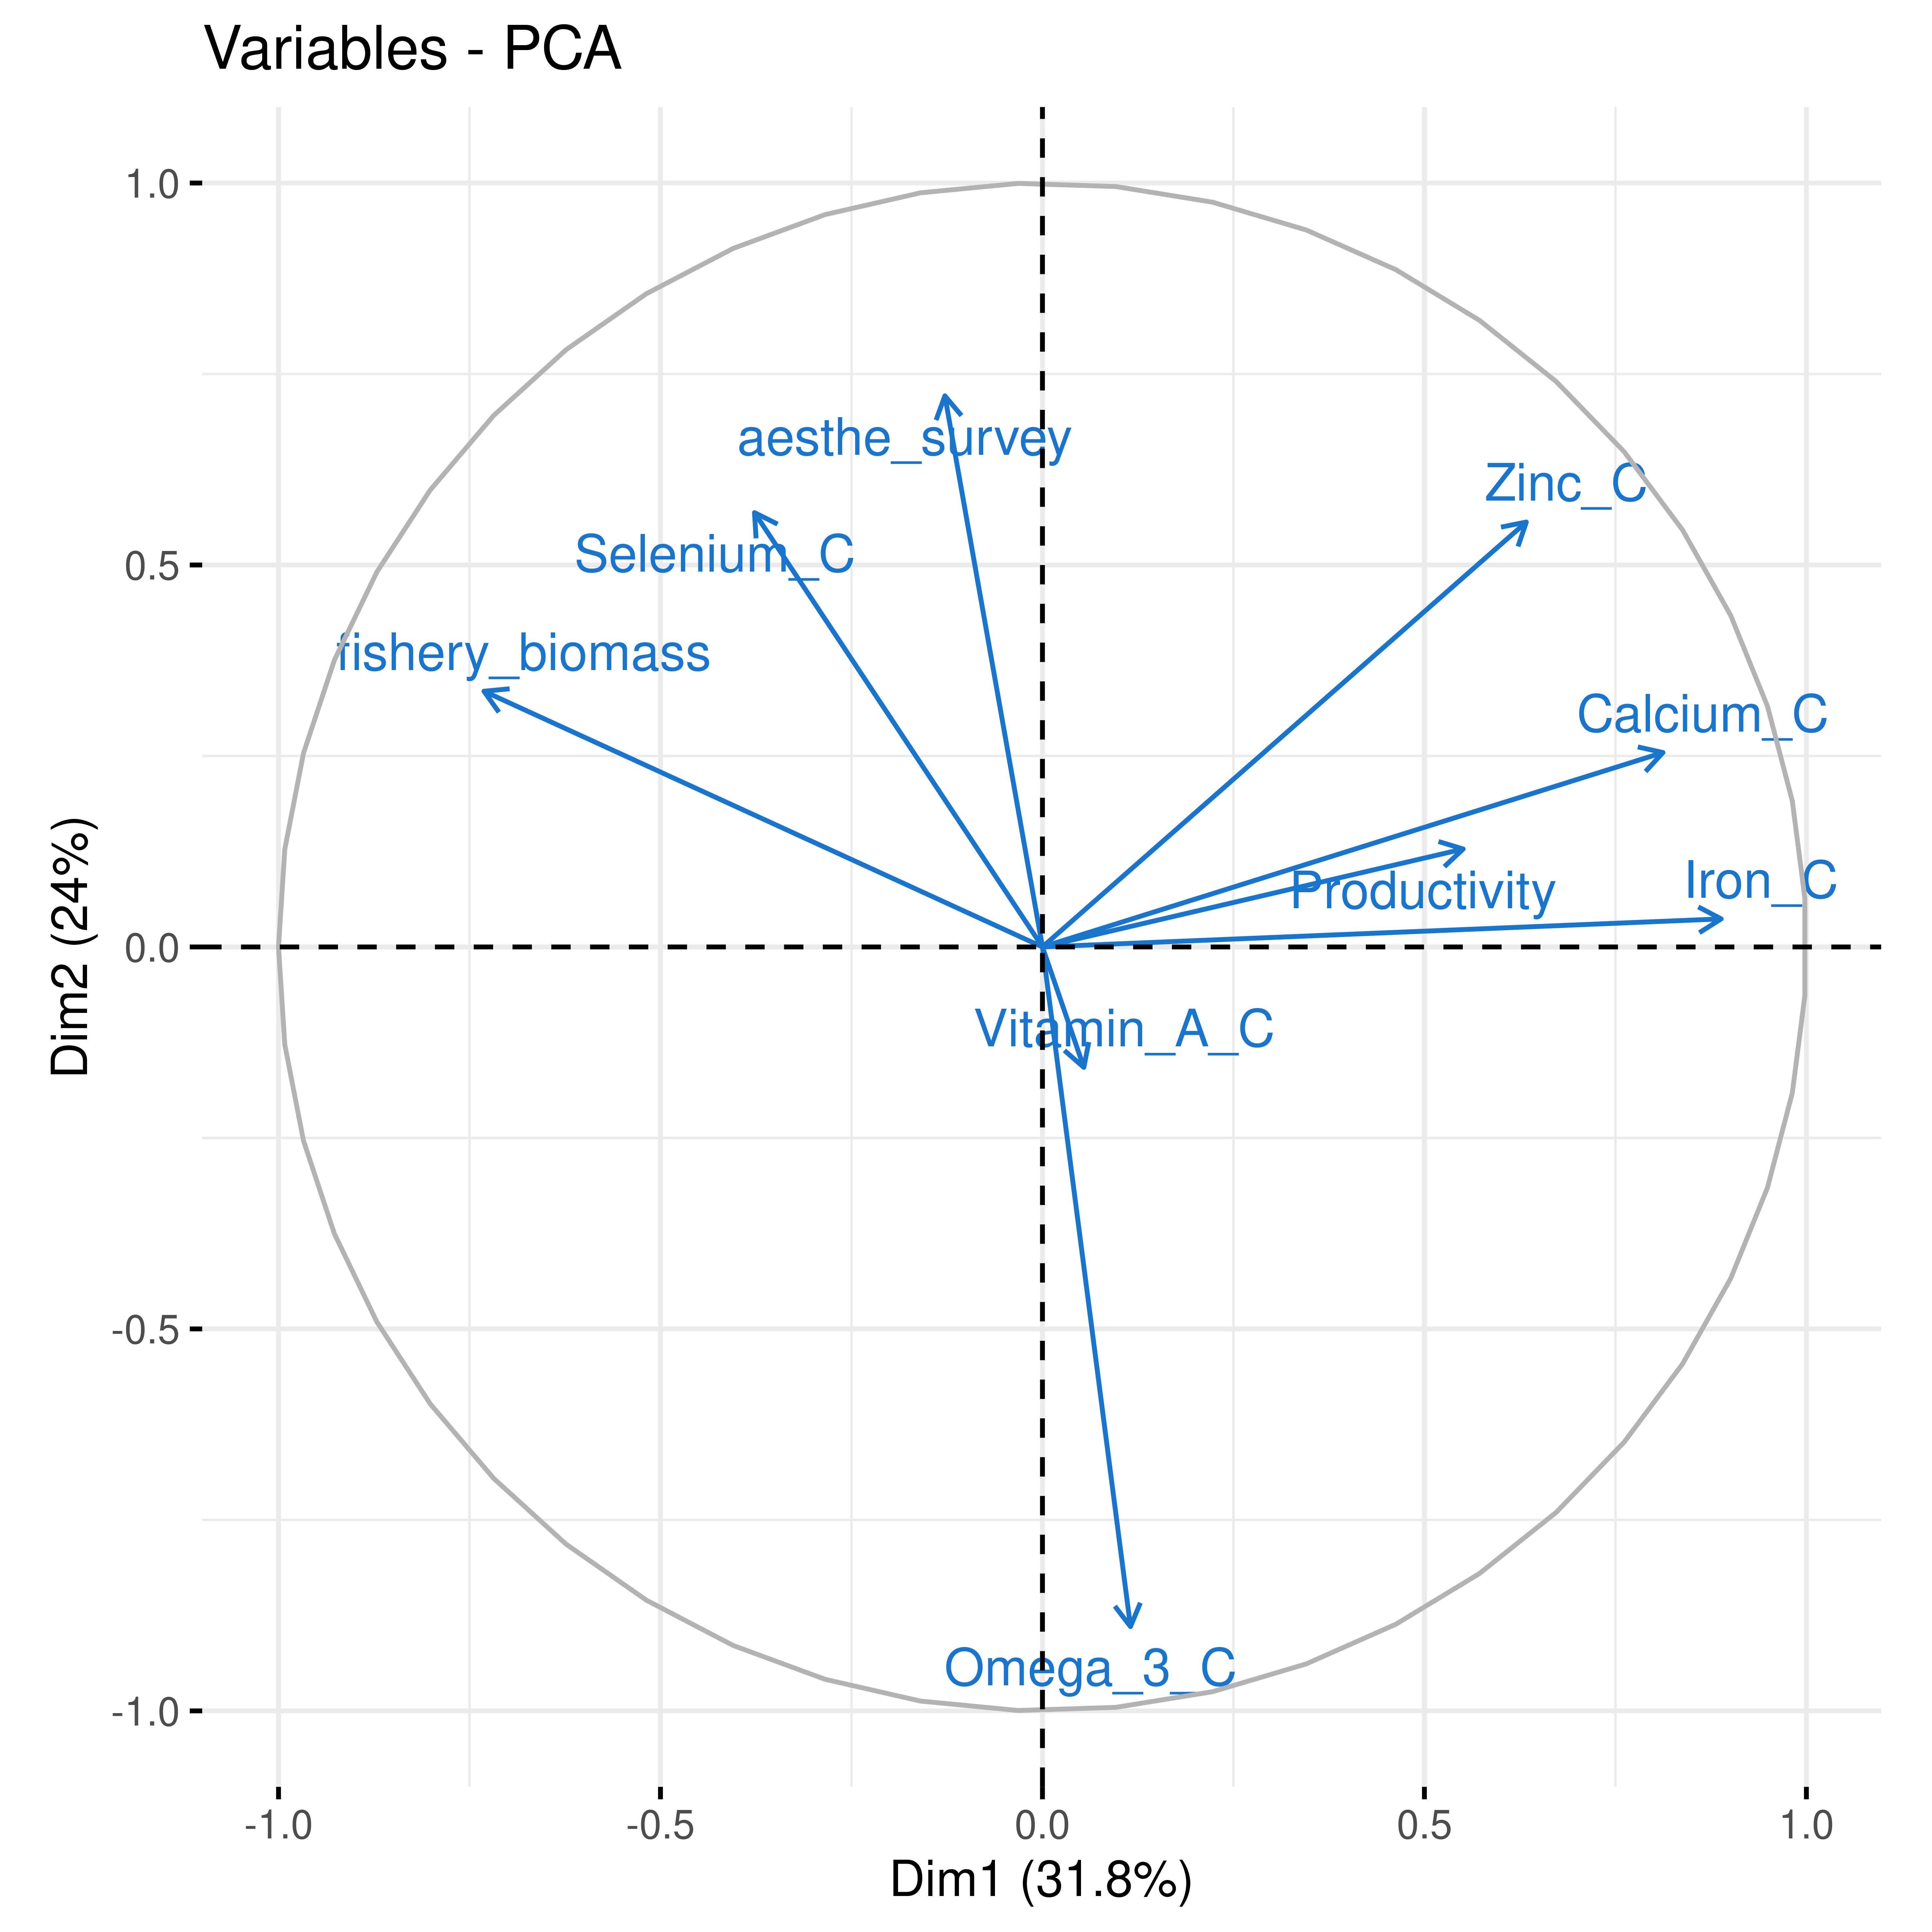 Variables - PCA
1.0
aesthe_survey
Zinc_C
Selenium_C
0.5
fishery_biomass
Calcium_C
Productivity
Iron_C
0.0
Dim2 (24%)
Vitamin_A_C
-0.5
Omega_3_C
-1.0
-1.0 -0.5 0.0 0.5 1.0
Dim1 (31.8%)